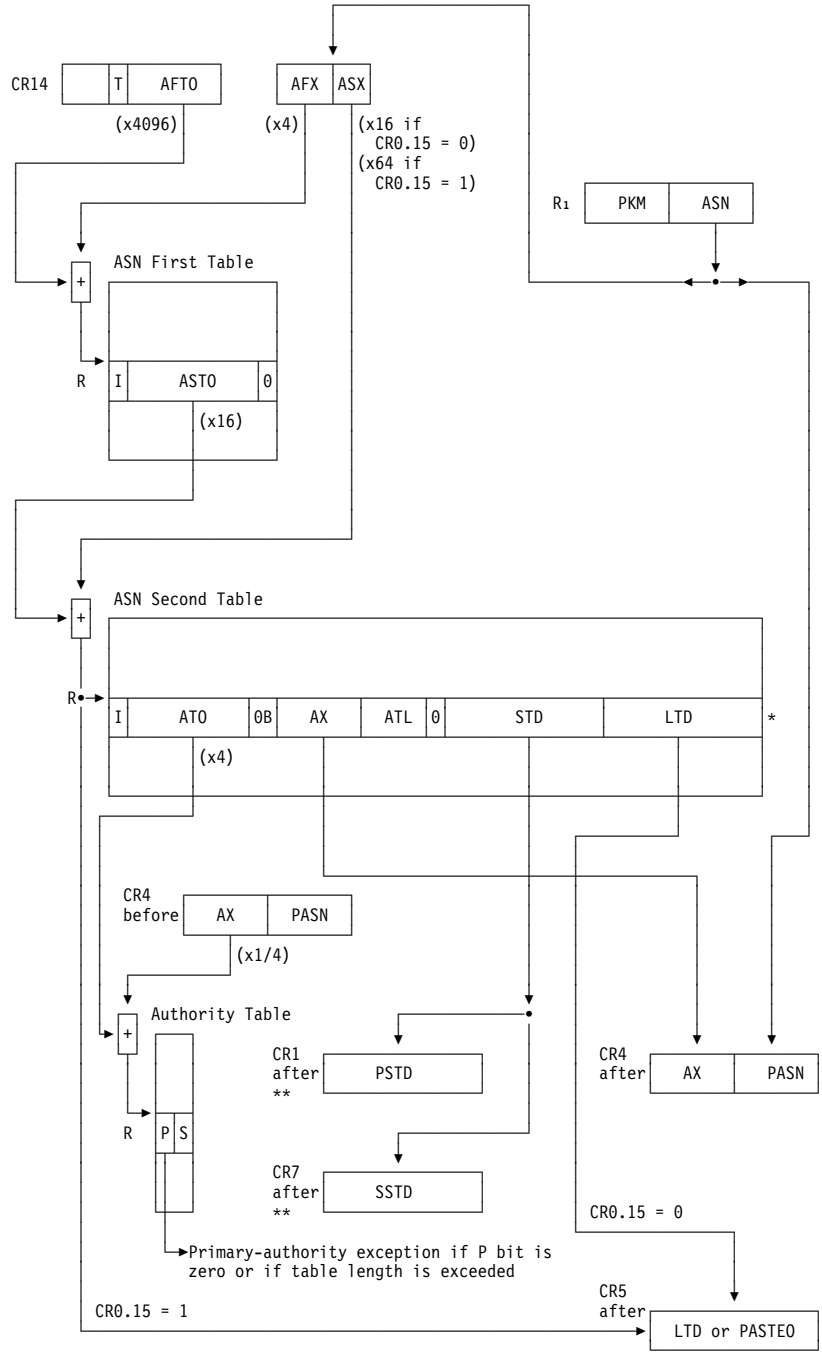 CR14 T AFTO AFX ASX
(x4096) (x4) (x16 if
CR0.15 = 0)
(x64 if
CR0.15 = 1)
R1 PKM ASN
ASN First Table
+
R I ASTO 0
(x16)
ASN Second Table
+
R
I ATO 0B AX ATL 0 STD LTD *
(x4)
CR4
before AX PASN
(x1/4)
Authority Table
+
CR1
after PSTD
**
CR4
after AX PASN
R P S
CR7
after SSTD
**
CR0.15 = 0
Primary-authority exception if P bit is
zero or if table length is exceeded
CR0.15 = 1
CR5
after LTD or PASTEO